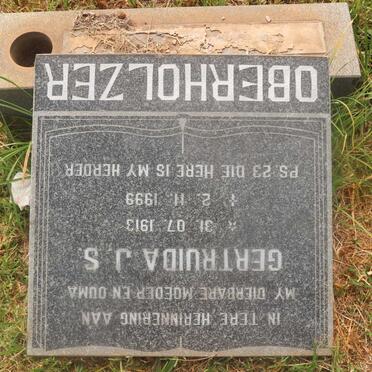 OBERHOLZER
IN TERE HERINNERING AAN
MY DIERBARE MOEDER EN OUMA
GERTRUIDA J. S.
☆ 31. 07. 1913
✝ 2. 11. 1999
PS. 23 DIE HERE IS MY HERDER